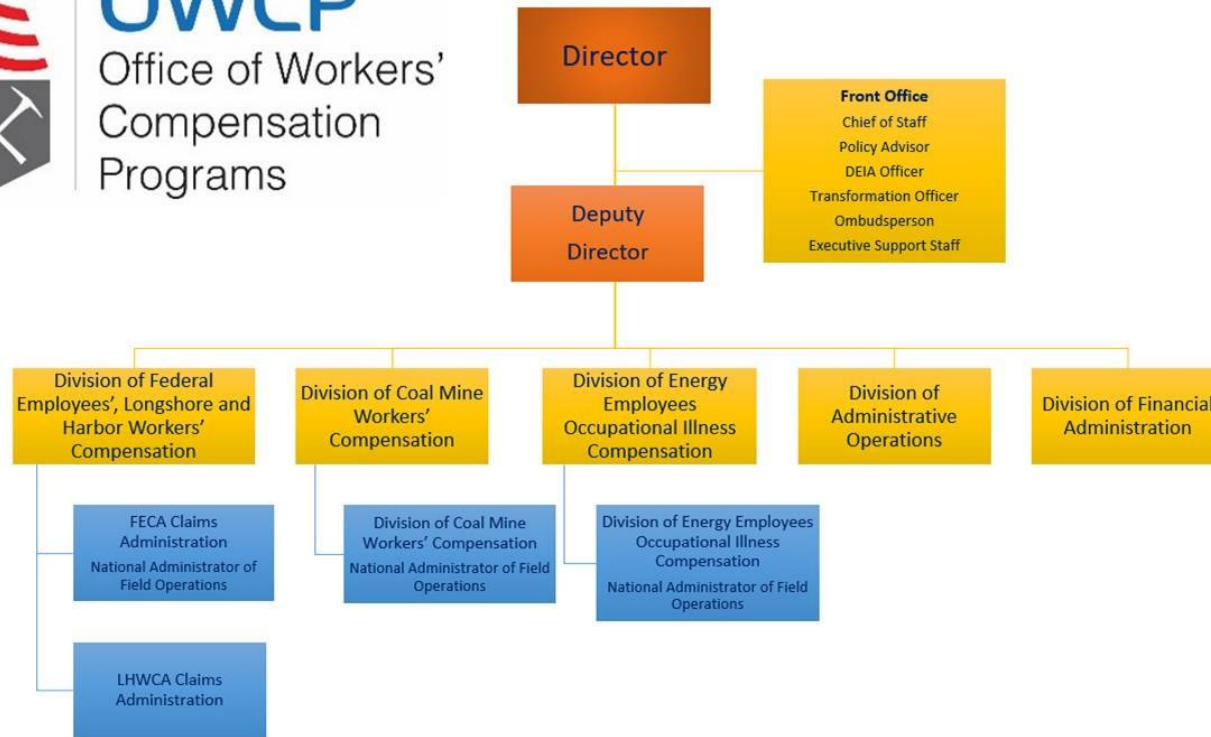 OWCP
Office of Workers'
Compensation
Programs
Director
Front Office
Chief of Staff
Policy Advisor
DEIA Officer
Transformation Officer
Ombudsperson
Executive Support Staff
Deputy
Director
Division of Federal
Employees', Longshore and
Harbor Workers'
Compensation
Division of Coal Mine
Workers'
Compensation
Division of Energy
Employees
Occupational Illness
Compensation
Division of
Administrative
Operations
Division of Financial
Administration
FECA Claims
Administration
National Administrator of
Field Operations
Division of Coal Mine
Workers' Compensation
National Administrator of Field
Operations
Division of Energy Employees
Occupational Illness
Compensation
National Administrator of Field
Operations
LHWCA Claims
Administration